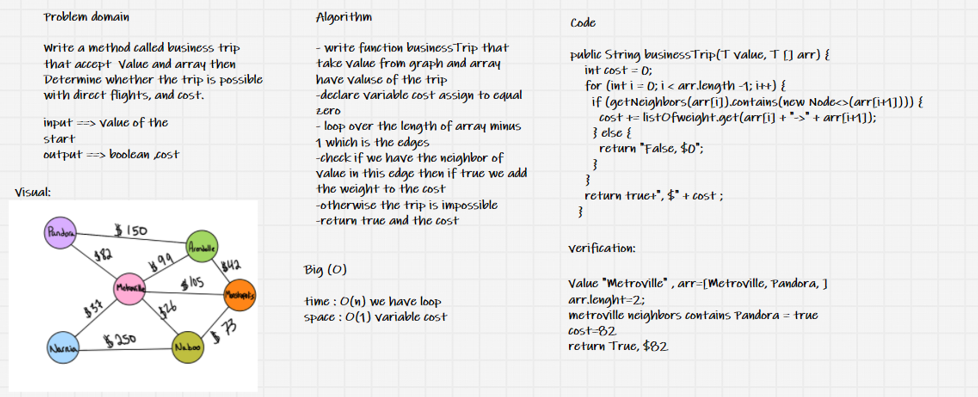 Problem domain
Write a method called business trip
that accept Value and array then
Determine whether the trip is possible
with direct flights, and cost.
input ==> value of the
start
output ==> boolean ,cost
Visual:
Pandora
$ 150
Arendelle
$82
$99
$42
Metroville
$105
$37
$26
$250
$ 73
Narnia
Naboo
Algorithm
- write function businessTrip that
take value from graph and array
have valuse of the trip
-declare variable cost assign to equal
zero
- loop over the length of array minus
1 which is the edges
-check if we have the neighbor of
value in this edge then if true we add
the weight to the cost
-otherwise the trip is impossible
-return true and the cost
Big (O)
time : O(n) we have loop
space : O(1) variable cost
Code
public String businessTrip(T value, T [] arr) {
int cost = 0;
for (int i = 0; i < arr.length -1; i++) {
if (getNeighbors(arr[i]).contains(new Node<>(arr[i+1]))) {
cost += listOfweight.get(arr[i] + "->" + arr[i+1]);
} else {
return "False, $0";
}
}
return true+", $" + cost ;
}
verification:
Value "Metroville" , arr=[Metroville, Pandora, ]
arr.lenght=2;
metroville neighbors contains Pandora = true
cost=82
return True, $82